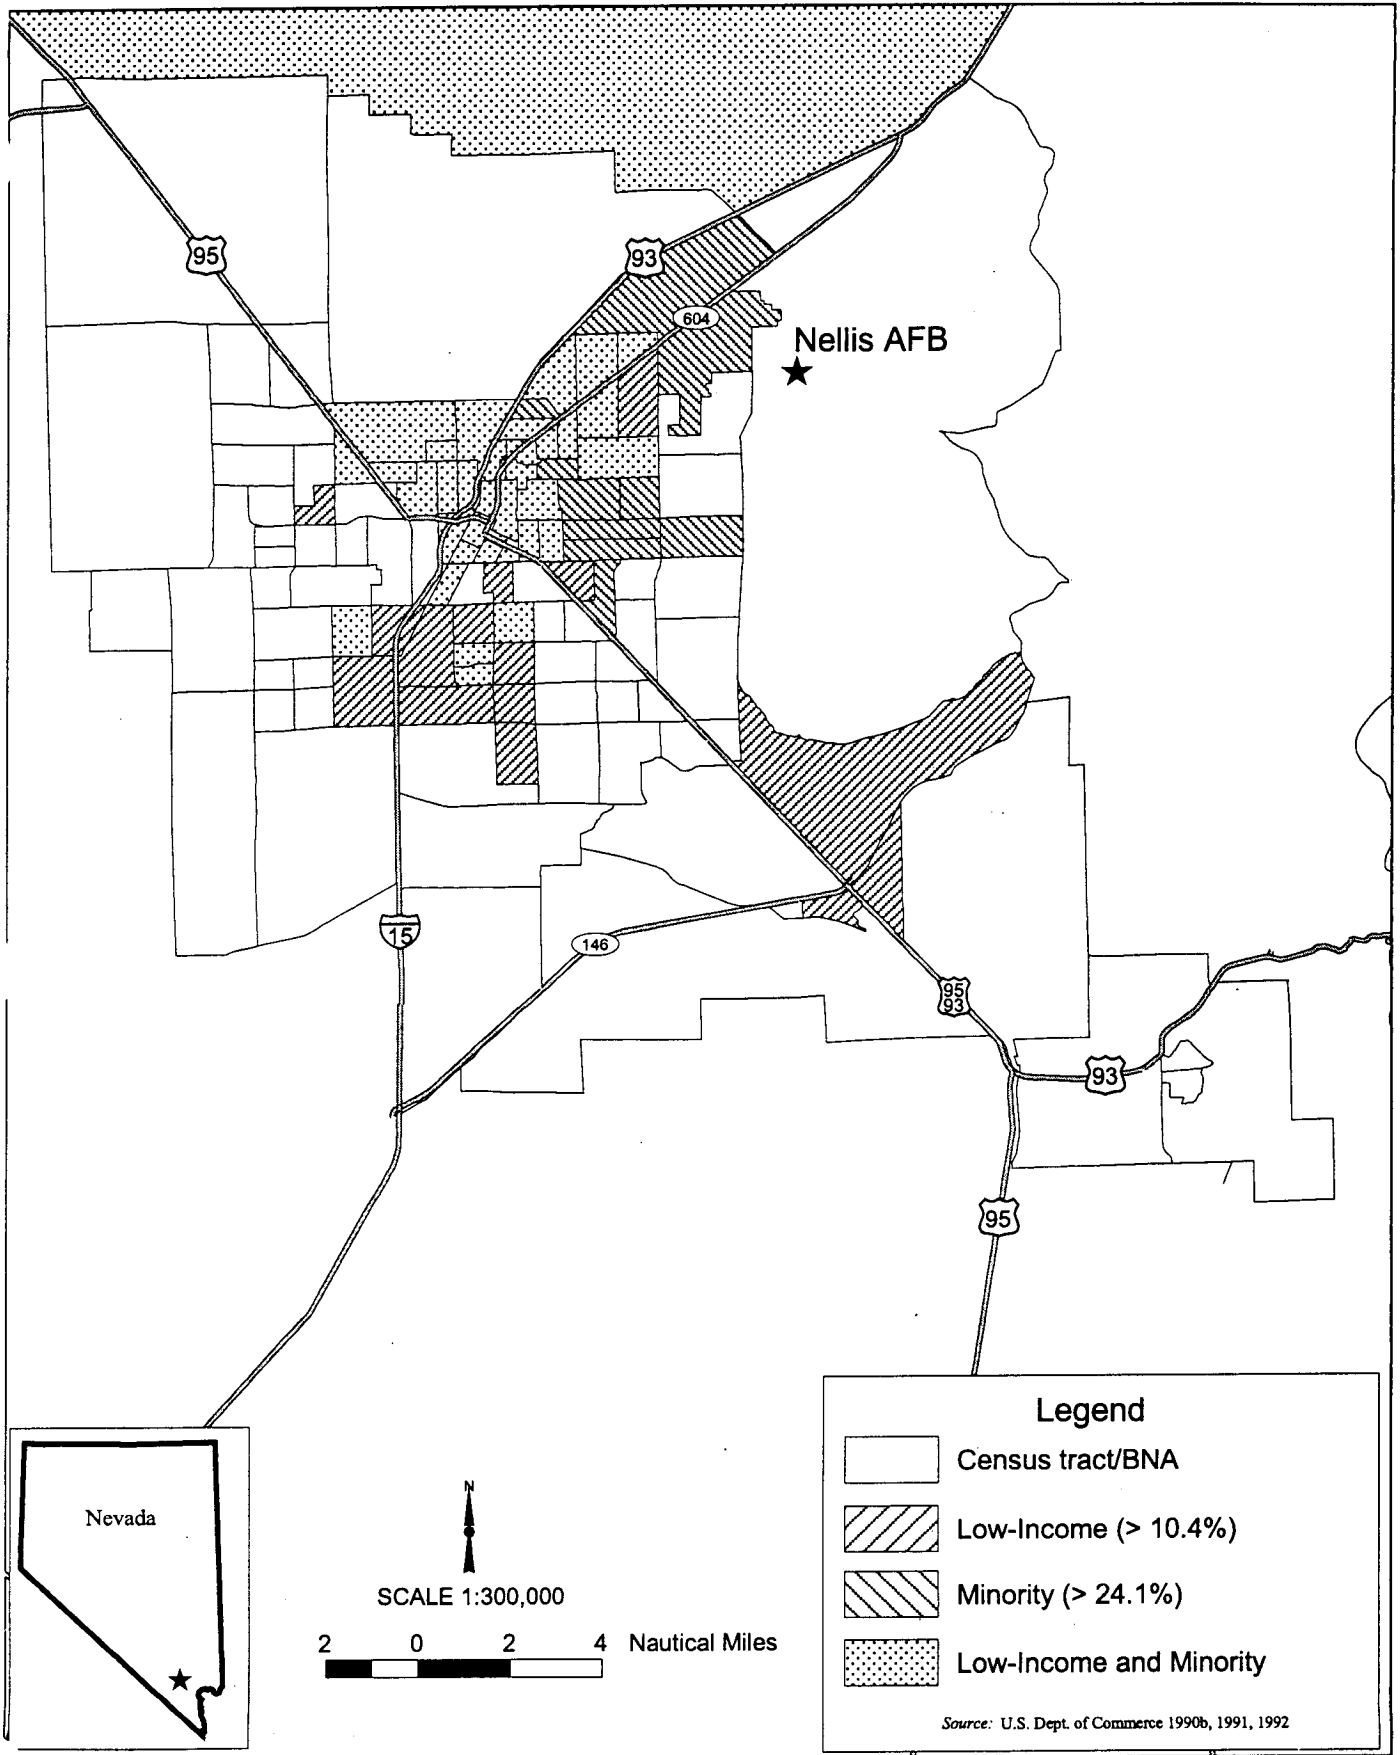 95
93
604
Nellis AFB
15
146
95
93
93
95
Legend
Census tract/BNA
Low-Income (> 10.4%)
Minority (> 24.1%)
Low-Income and Minority
Source: U.S. Dept. of Commerce 1990b, 1991, 1992
Nevada
N
SCALE 1:300,000
2 0 2 4 Nautical Miles